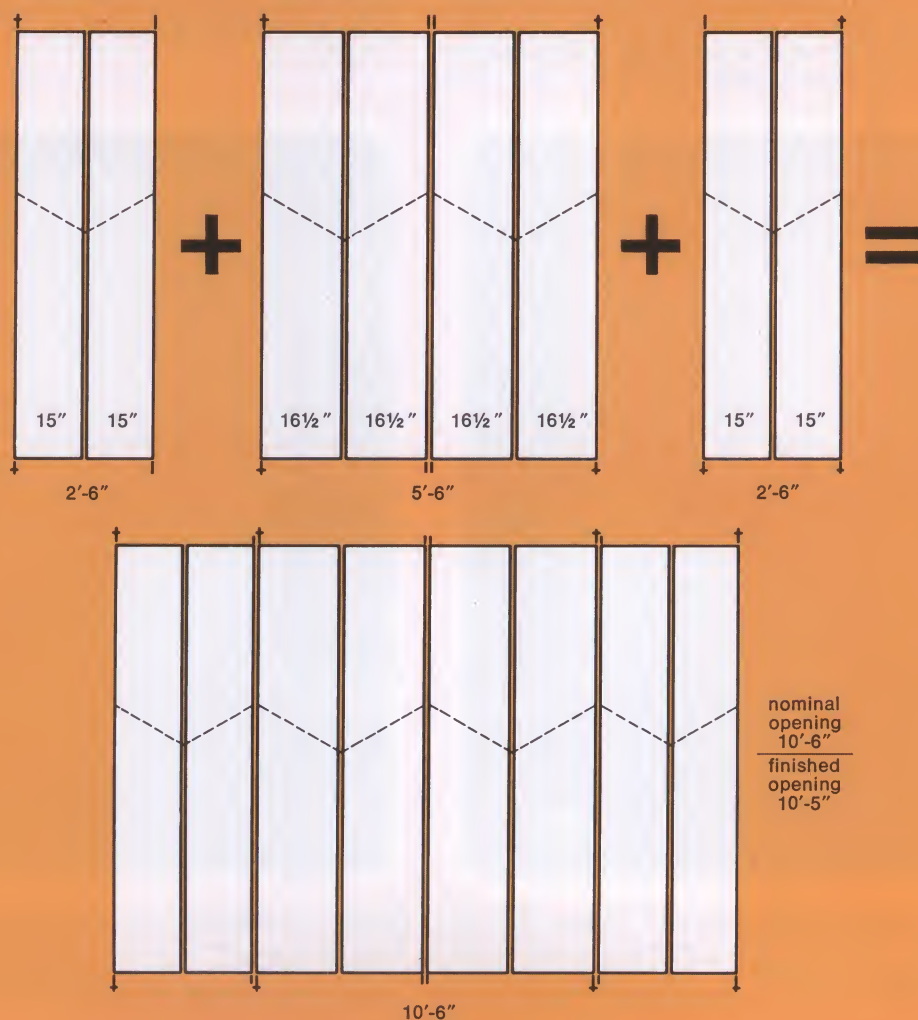 15″ 15″
16½″ 16½″ 16½″ 16½″
15″ 15″
2′-6″
5′-6″
2′-6″
nominal
opening
10′-6″
finished
opening
10′-5″
10′-6″